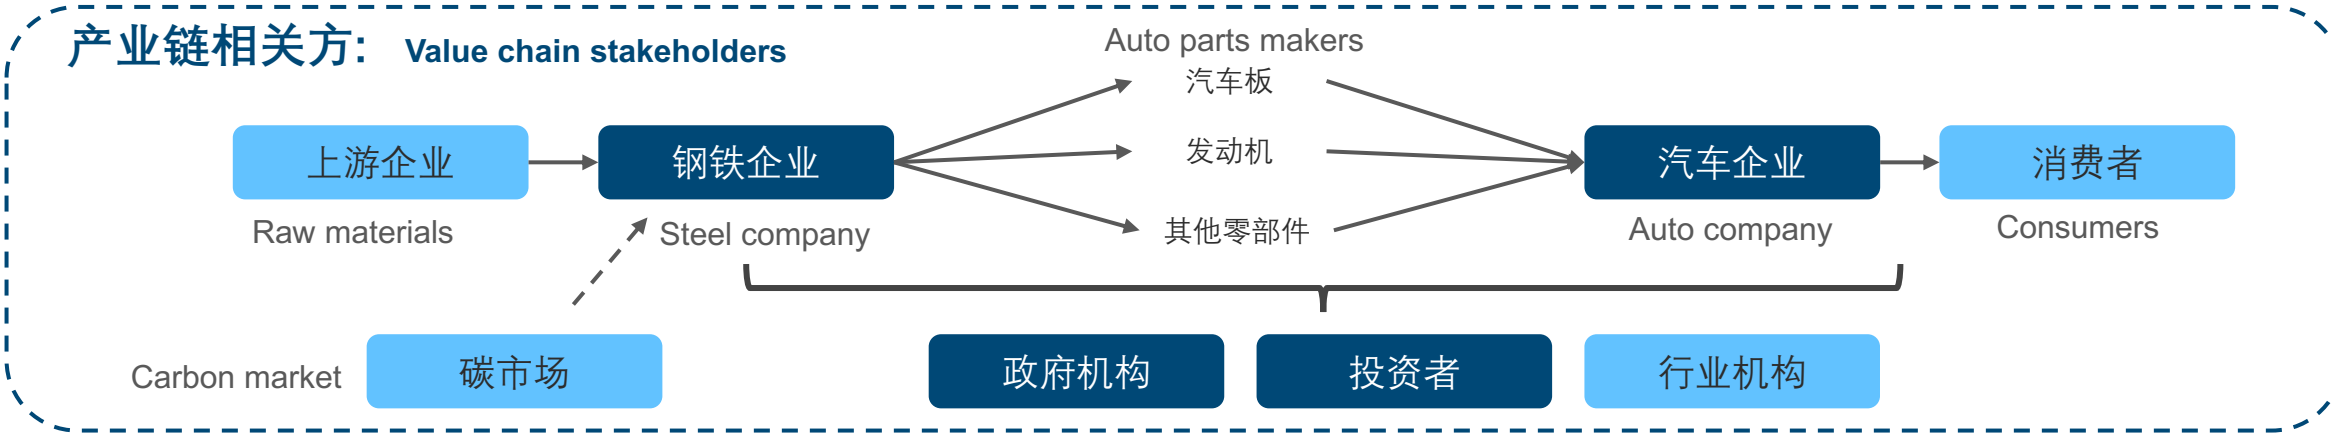 产业链相关方: Value chain stakeholders
Auto parts makers
汽车板
上游企业
钢铁企业
发动机
汽车企业
消费者
Raw materials
Steel company
其他零部件
Auto company
Consumers
Carbon market
碳市场
政府机构
投资者
行业机构